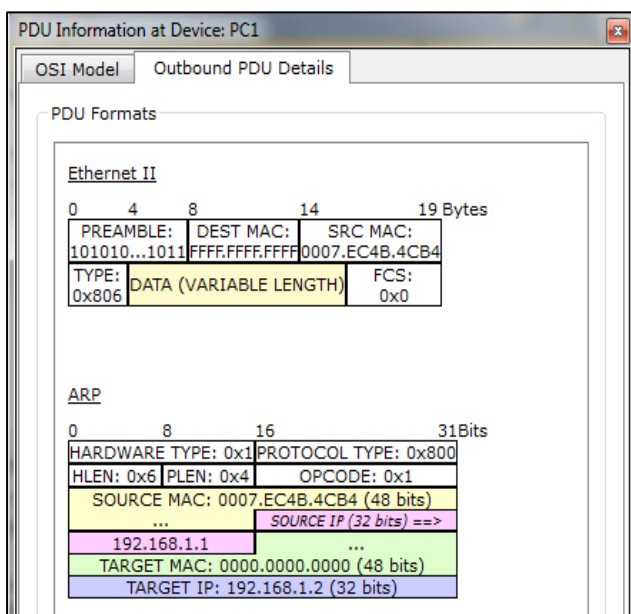 PDU Information at Device: PC1
OSI Model Outbound PDU Details
PDU Formats
Ethernet II
0 4 8 14 19 Bytes
PREAMBLE: DEST MAC: SRC MAC:
101010...1011 FFFF.FFFF.FFFF 0007.EC4B.4CB4
TYPE: DATA (VARIABLE LENGTH) FCS:
0x806 0x0
ARP
0 8 16 31Bits
HARDWARE TYPE: 0x1 PROTOCOL TYPE: 0x800
HLEN: 0x6 PLEN: 0x4 OPCODE: 0x1
SOURCE MAC: 0007.EC4B.4CB4 (48 bits)
... SOURCE IP (32 bits) ==>
192.168.1.1 ...
TARGET MAC: 0000.0000.0000 (48 bits)
TARGET IP: 192.168.1.2 (32 bits)